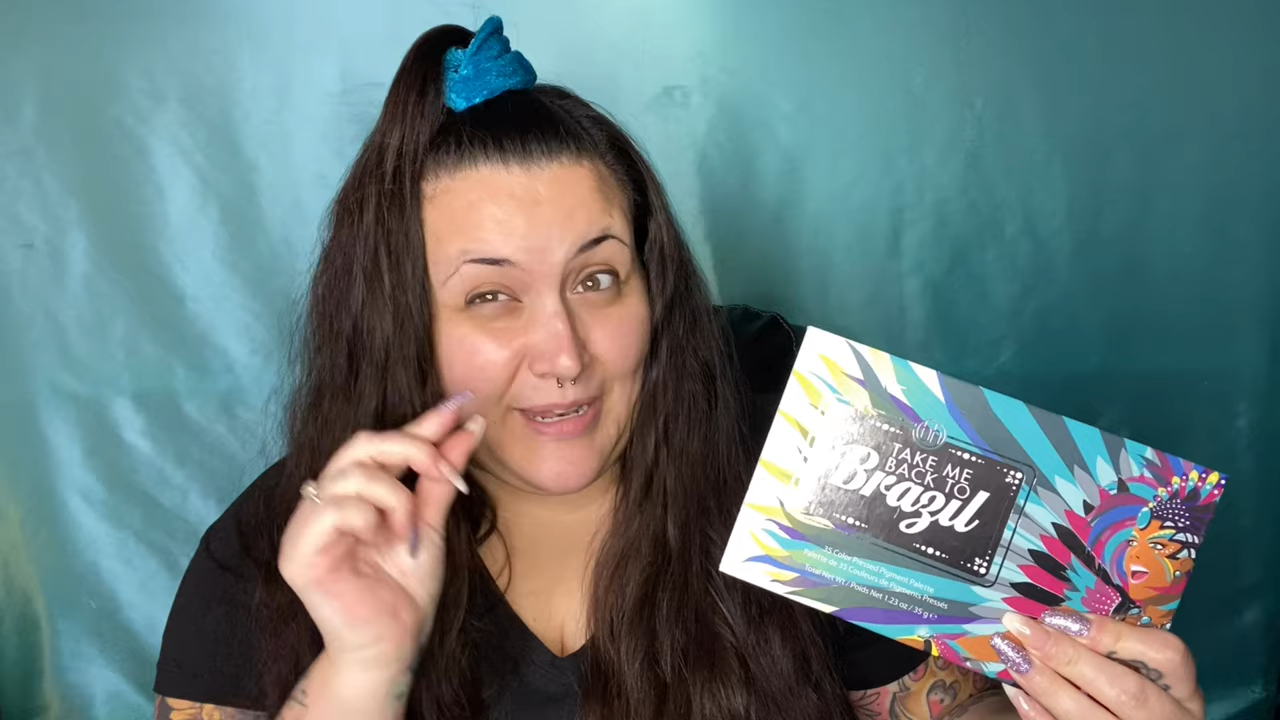 bh
TAKE ME
BACK TO
Brazil
35 Color Pressed Pigment Palette
Palette de 35 Couleurs de Pigments Pressés
Total Net Wt / Poids Net 1.23 oz / 35 g ℮